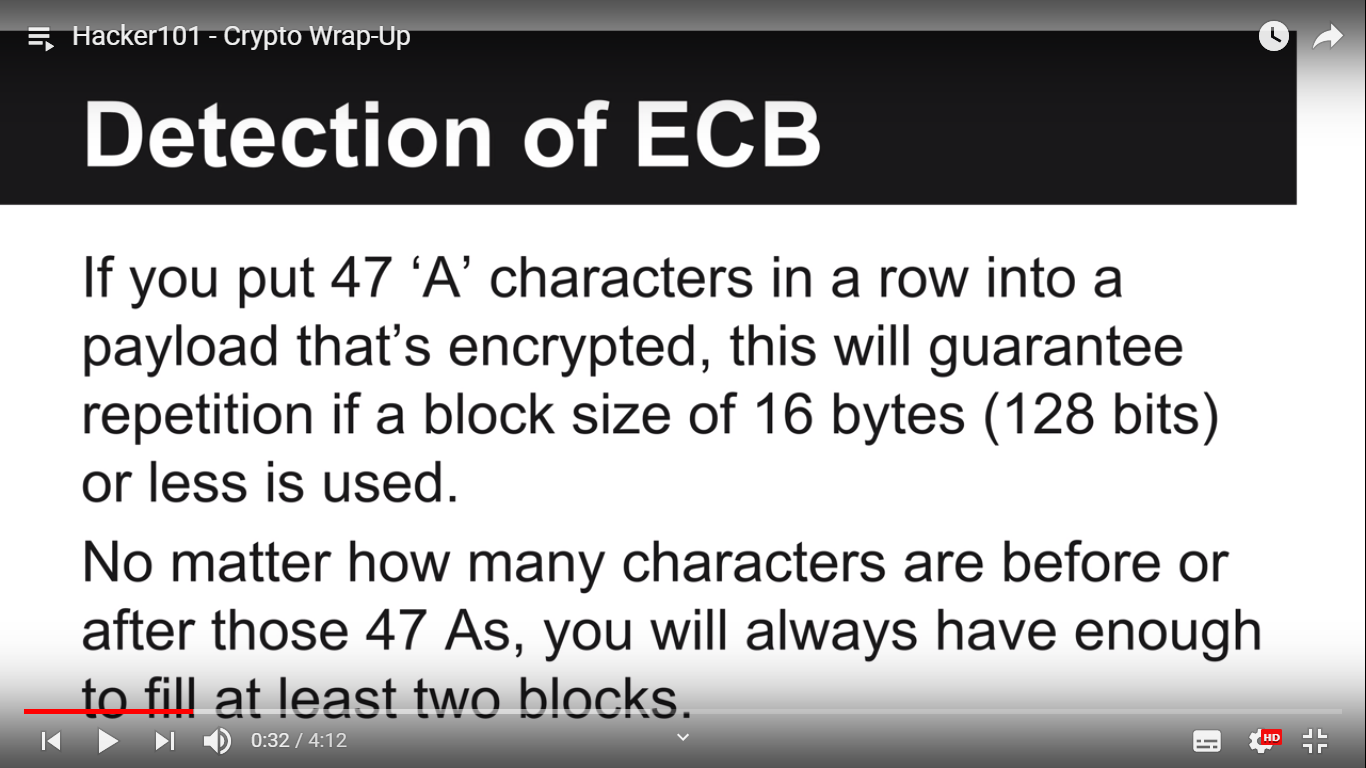 Hacker101 - Crypto Wrap-Up
Detection of ECB
If you put 47 ‘A’ characters in a row into a
payload that’s encrypted, this will guarantee
repetition if a block size of 16 bytes (128 bits)
or less is used.
No matter how many characters are before or
after those 47 As, you will always have enough
to fill at least two blocks.
0:32 / 4:12
HD